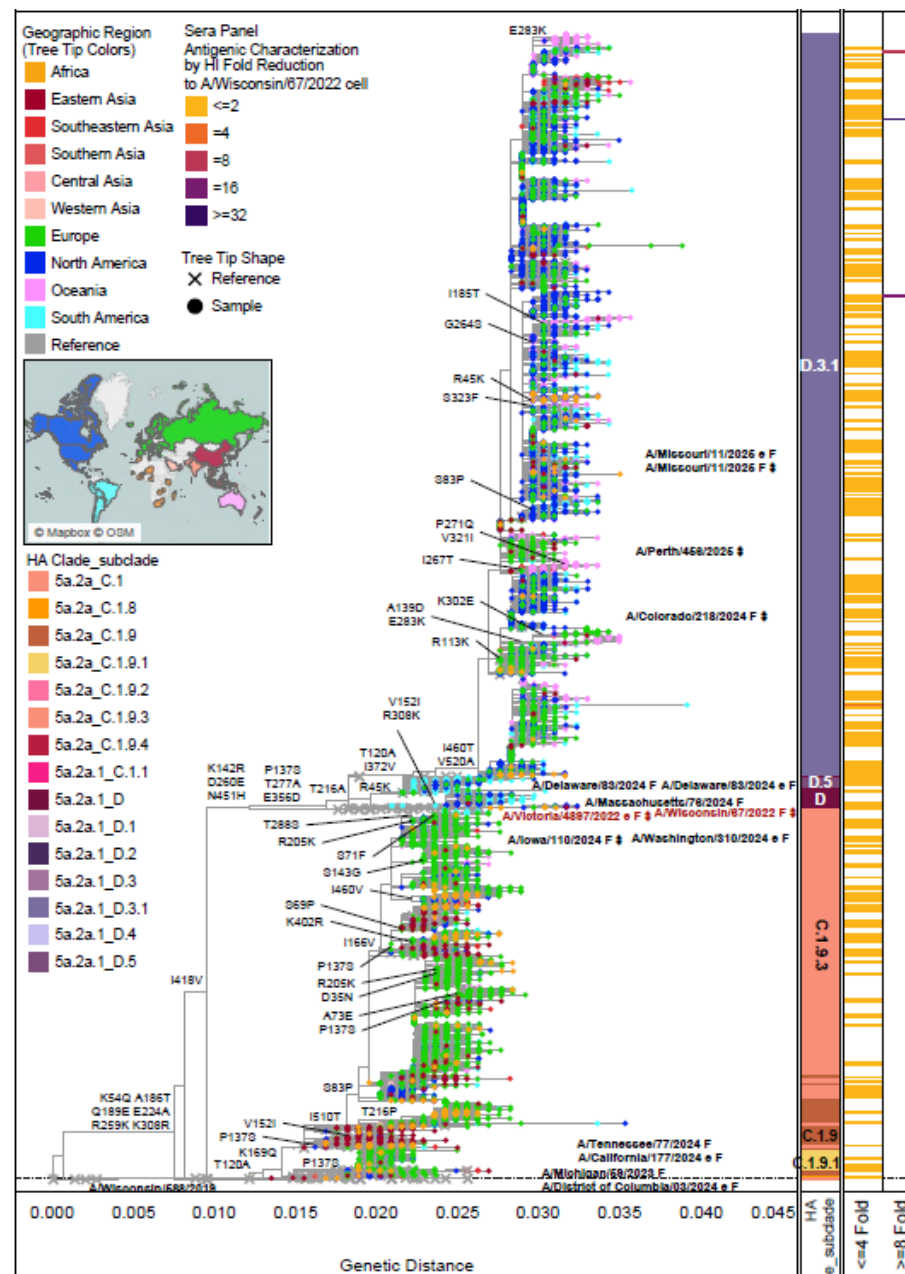 Geographic Region
(Tree Tip Colors)
Africa
Eastern Asia
Southeastern Asia
Southern Asia
Central Asia
Western Asia
Europe
North America
Oceania
South America
Reference
Sera Panel
Antigenic Characterization
by HI Fold Reduction
to A/Wisconsin/67/2022 cell
<=2
=4
=8
=16
>=32
Tree Tip Shape
Reference
Sample
© Mapbox © OSM
HA Clade_subclade
5a.2a_C.1
5a.2a_C.1.8
5a.2a_C.1.9
5a.2a_C.1.9.1
5a.2a_C.1.9.2
5a.2a_C.1.9.3
5a.2a_C.1.9.4
5a.2a.1_C.1.1
5a.2a.1_D
5a.2a.1_D.1
5a.2a.1_D.2
5a.2a.1_D.3
5a.2a.1_D.3.1
5a.2a.1_D.4
5a.2a.1_D.5
E283K
I185T
G264S
R45K
S323F
A/Missouri/11/2025 e F
A/Missouri/11/2025 F ‡
S83P
P271Q
V321I
A/Perth/456/2025 ‡
I267T
K302E
A139D
E283K
A/Colorado/218/2024 F ‡
R113K
V152I
R308K
I460T
V520A
T120A
I372V
K142R
D260E
N451H
P137S
T277A
E356D
T216A
R45K
A/Delaware/83/2024 F A/Delaware/83/2024 e F
A/Massachusetts/76/2024 F
A/Victoria/4897/2022 e F ‡ A/Wisconsin/67/2022 F ‡
T288S
R205K
A/Iowa/110/2024 F ‡ A/Washington/310/2024 e F
S71F
S143G
I460V
S69P
K402R
I166V
P137S
R205K
D35N
A73E
P137S
I418V
S83P
K54Q A186T
Q189E E224A
R259K K308R
I510T
T216P
V152I
P137S
K169Q
T120A
P137S
A/Tennessee/77/2024 F
A/California/177/2024 e F
A/Michigan/58/2023 F
A/District of Columbia/03/2024 e F
A/Wisconsin/588/2019
D.3.1
D.5
D
C.1.9.3
C.1.9
C.1.9.1
0.000 0.005 0.010 0.015 0.020 0.025 0.030 0.035 0.040 0.045
Genetic Distance
HA
e_subclade
<=4 Fold
>=8 Fold